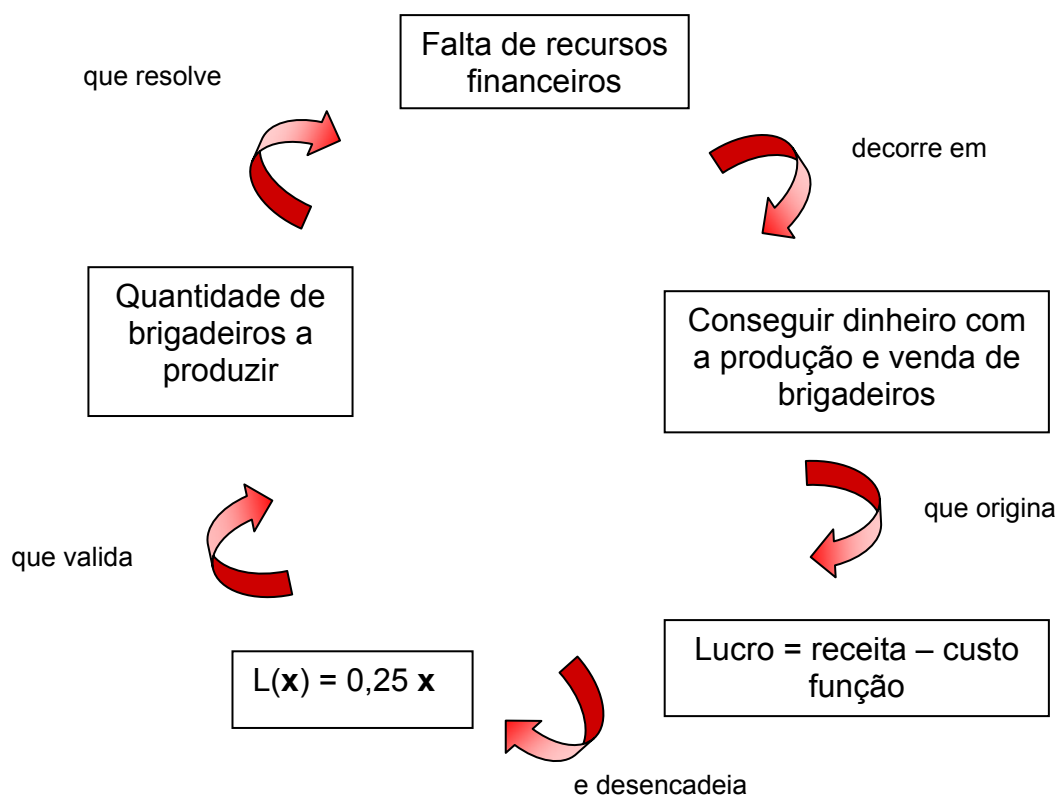 Falta de recursos
financeiros
decorre em
Conseguir dinheiro com
a produção e venda de
brigadeiros
que origina
Lucro = receita – custo
função
e desencadeia
L(x) = 0,25 x
que valida
Quantidade de
brigadeiros a
produzir
que resolve